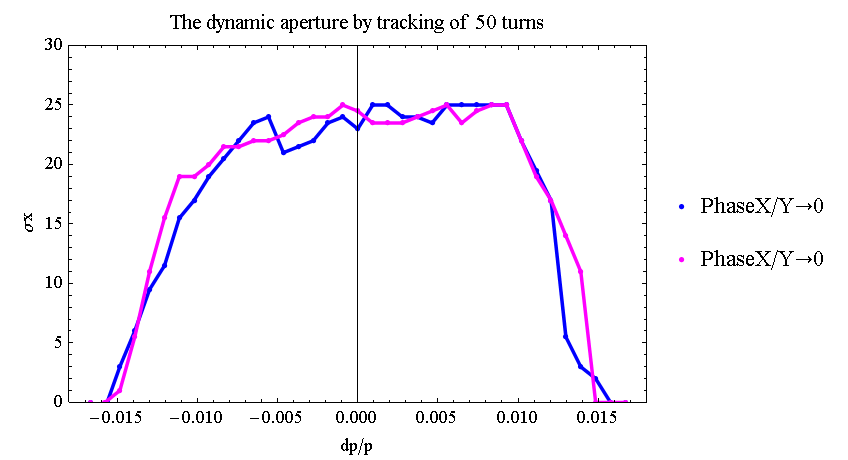 The dynamic aperture by tracking of 50 turns
30
25
20
15
10
5
0
σx
−0.015 −0.010 −0.005 0.000 0.005 0.010 0.015
dp/p
PhaseX/Y→0
PhaseX/Y→0